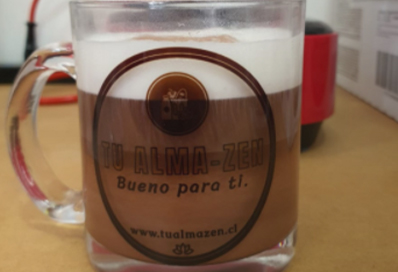 TU ALMA-ZEN
Bueno para ti.
www.tualmazen.cl